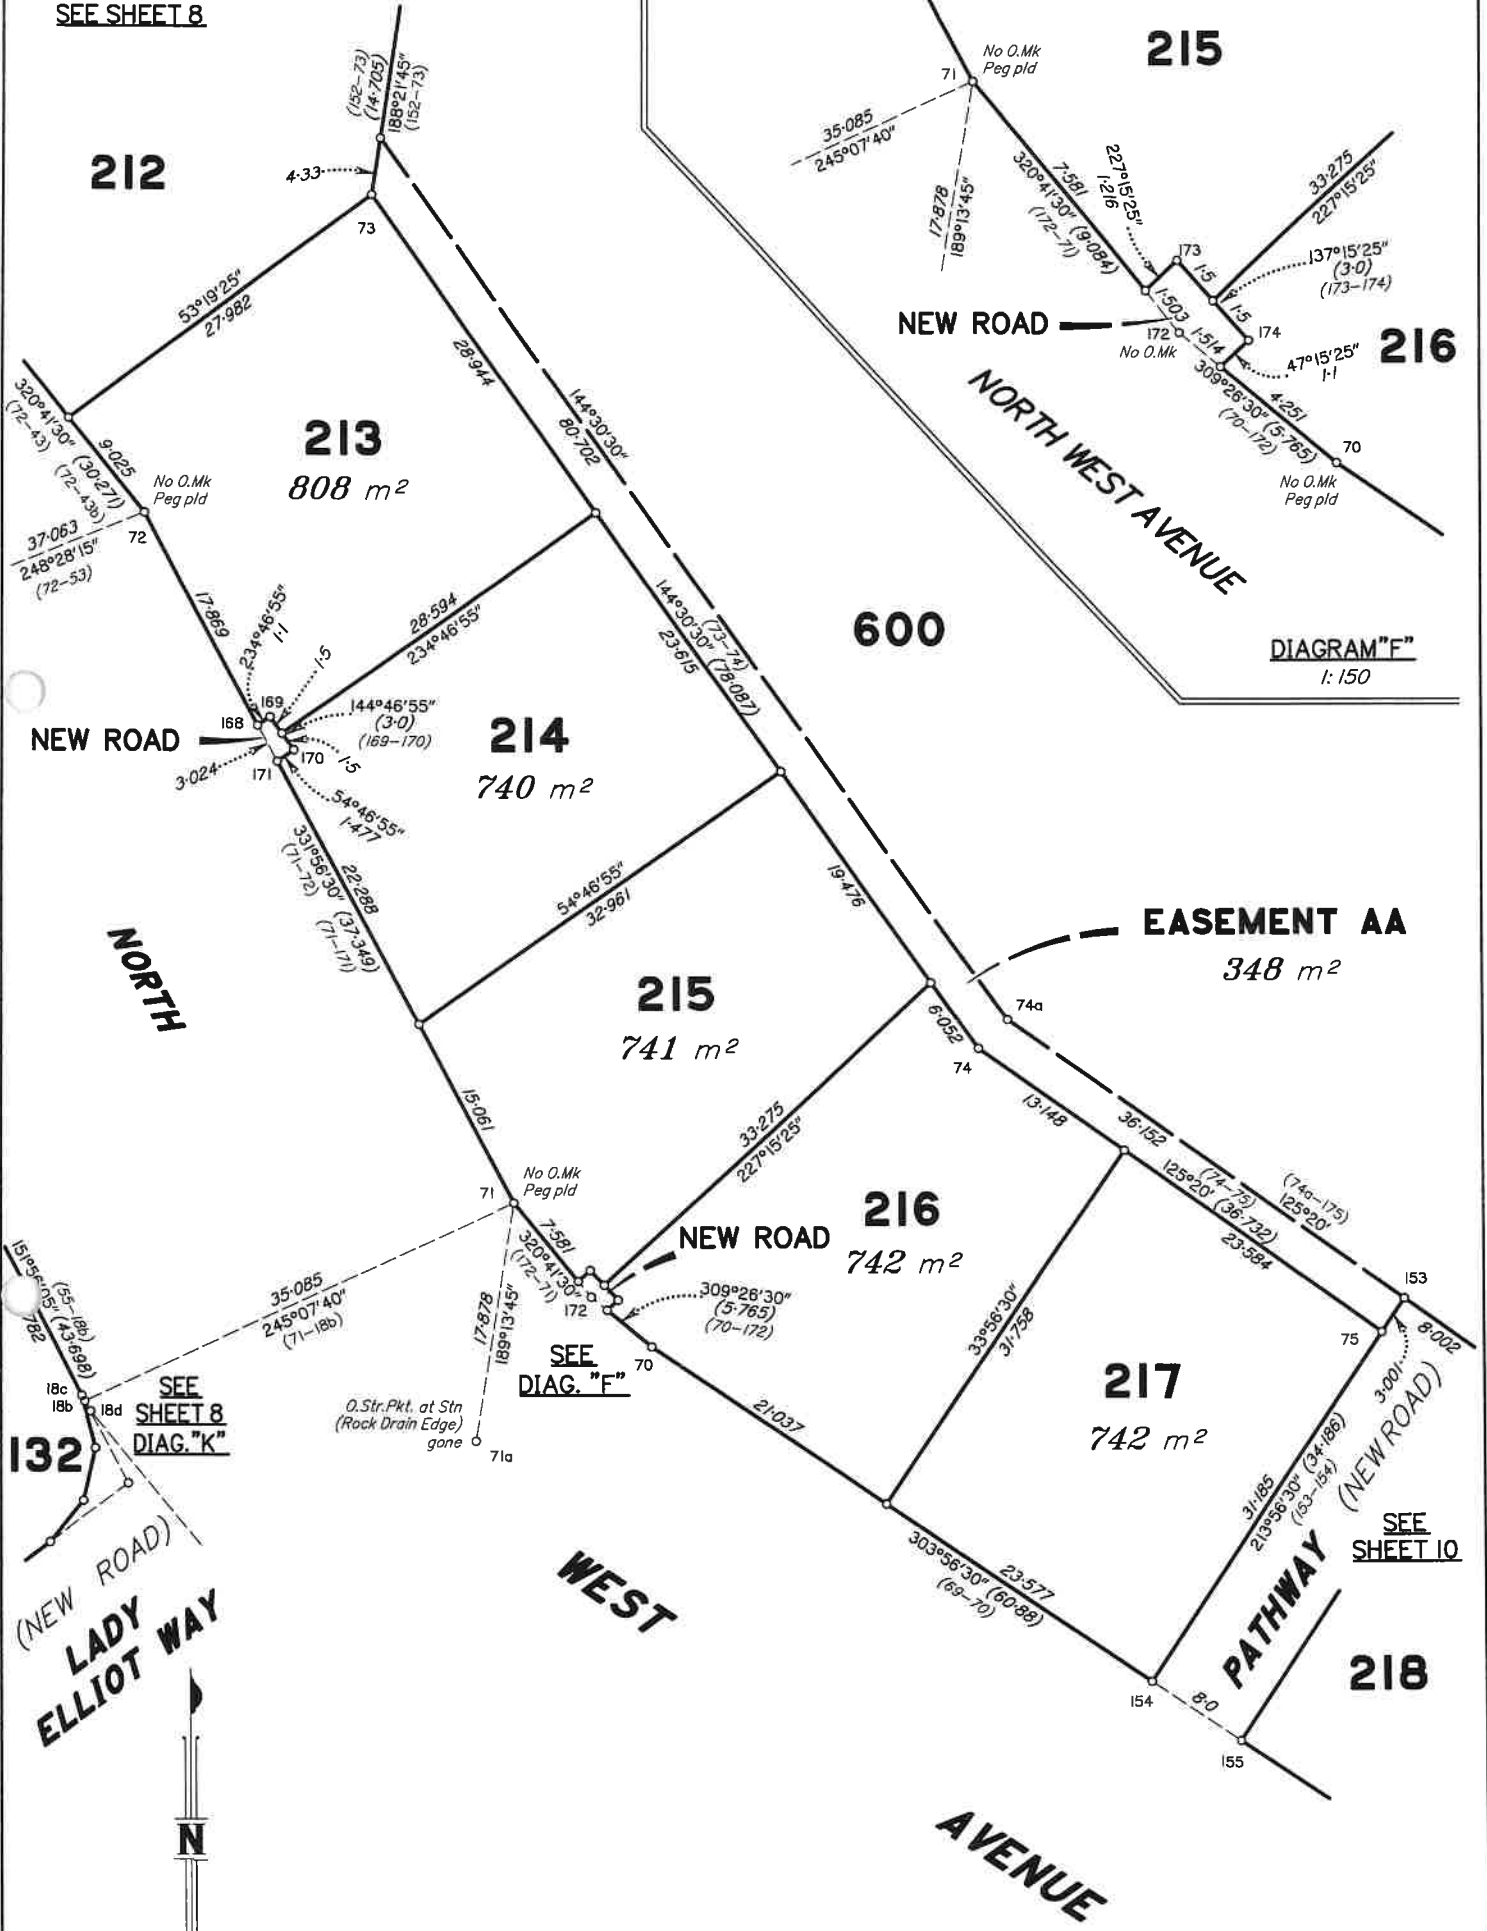 SEE SHEET 8
(152-73)
(14·705)
188°21'45"
(152-73)
212
4·33
73
53°19'25"
27·982
28·944
144°30'30"
80·702
320°41'30" (30·271)
(72-43) (72-43b)
9·025
No O.Mk
Peg pld
72
37·063
248°28'15"
(72-53)
213
808 m²
17·869
234°46'55"
1·1
1·5
28·594
234°46'55"
168
169
144°46'55"
(3·0)
(169-170)
NEW ROAD
3·024
170
171
1·5
54°46'55"
1·477
214
740 m²
(73-74)
144°30'30" (78·087)
23·615
600
22·288
331°56'30" (37·349)
(71-72) (71-171)
54°46'55"
32·961
19·476
EASEMENT AA
348 m²
74a
NORTH
215
741 m²
6·052
74
15·061
13·148
36·152
33·275
227°15'25"
No O.Mk
Peg pld
71
7·581
320°41'30"
(172-71)
172
NEW ROAD
216
742 m²
309°26'30"
(5·765)
(70-172)
(74-75)
125°20' (36·732)
23·584
(74a-175)
125°20'
153
75
8·002
3·001
35·085
245°07'40"
(71-18b)
17·878
189°13'45"
SEE
DIAG. "F"
70
33°56'30"
31·758
217
742 m²
(55-18b)
(43·698)
18c
18b
18d
SEE
SHEET 8
DIAG."K"
132
O.Str.Pkt. at Stn
(Rock Drain Edge)
gone
71a
21·037
31·185
213°56'30" (34·186)
(153-154)
(NEW ROAD)
PATHWAY
SEE
SHEET 10
23·577
303°56'30" (60·88)
(69-70)
(NEW ROAD)
LADY
ELLIOT WAY
WEST
218
154
8·0
155
N
AVENUE
215
No O.Mk
Peg pld
71
35·085
245°07'40"
17·878
189°13'45"
7·581
320°41'30" (9·084)
(172-71)
227°15'25"
1·216
33·275
227°15'25"
173
1·5
137°15'25"
(3·0)
(173-174)
1·503
1·5
NEW ROAD
172
No O.Mk
1·514
174
216
47°15'25"
1·1
4·251
309°26'30" (5·765)
(70-172)
70
No O.Mk
Peg pld
NORTH WEST AVENUE
DIAGRAM"F"
1: 150